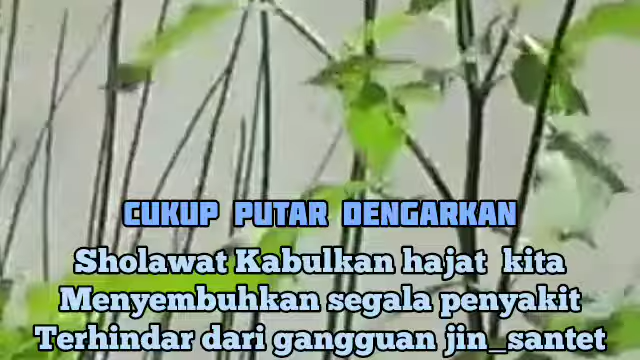 CUKUP PUTAR DENGARKAN
Sholawat Kabulkan hajat kita
Menyembuhkan segala penyakit
Terhindar dari gangguan jin_santet